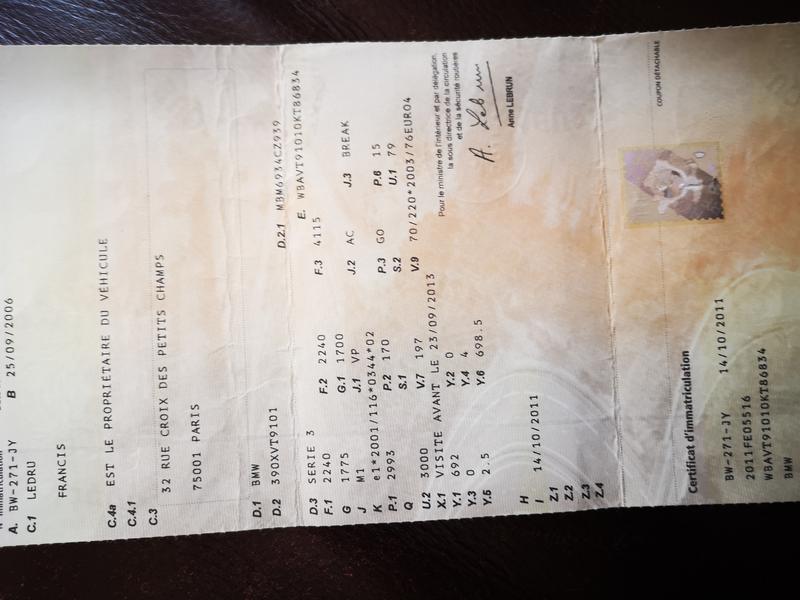 A. BW-271-JY B 25/09/2006
C.1 LEDRU
FRANCIS
C.4a EST LE PROPRIÉTAIRE DU VÉHICULE
C.4.1
C.3 32 RUE CROIX DES PETITS CHAMPS
75001 PARIS
D.1 BMW
D.2 390XVT9101 D.2.1 MBM6934CZ939
D.3 SERIE 3 E. WBAVT91010KT86834
F.1 2240 F.2 2240 F.3 4115
G 1775 G.1 1700
J M1 J.1 VP J.2 AC J.3 BREAK
K e1*2001/116*0344*02
P.1 2993 P.2 170 P.3 GO P.6 15
Q S.1 S.2 U.1 79
U.2 3000 V.7 197 V.9 70/220*2003/76EURO4
X.1 VISITE AVANT LE 23/09/2013
Y.1 692 Y.2 0
Y.3 0 Y.4 4
Y.5 2.5 Y.6 698.5
Pour le ministre de l'intérieur et par délégation,
la sous directrice de la circulation
et de la sécurité routières
A. Lebrun
Anne LEBRUN
H
I 14/10/2011
Z.1
Z.2
Z.3
Z.4
COUPON DÉTACHABLE
Certificat d'immatriculation
BW-271-JY 14/10/2011
2011FE05516
WBAVT91010KT86834
BMW